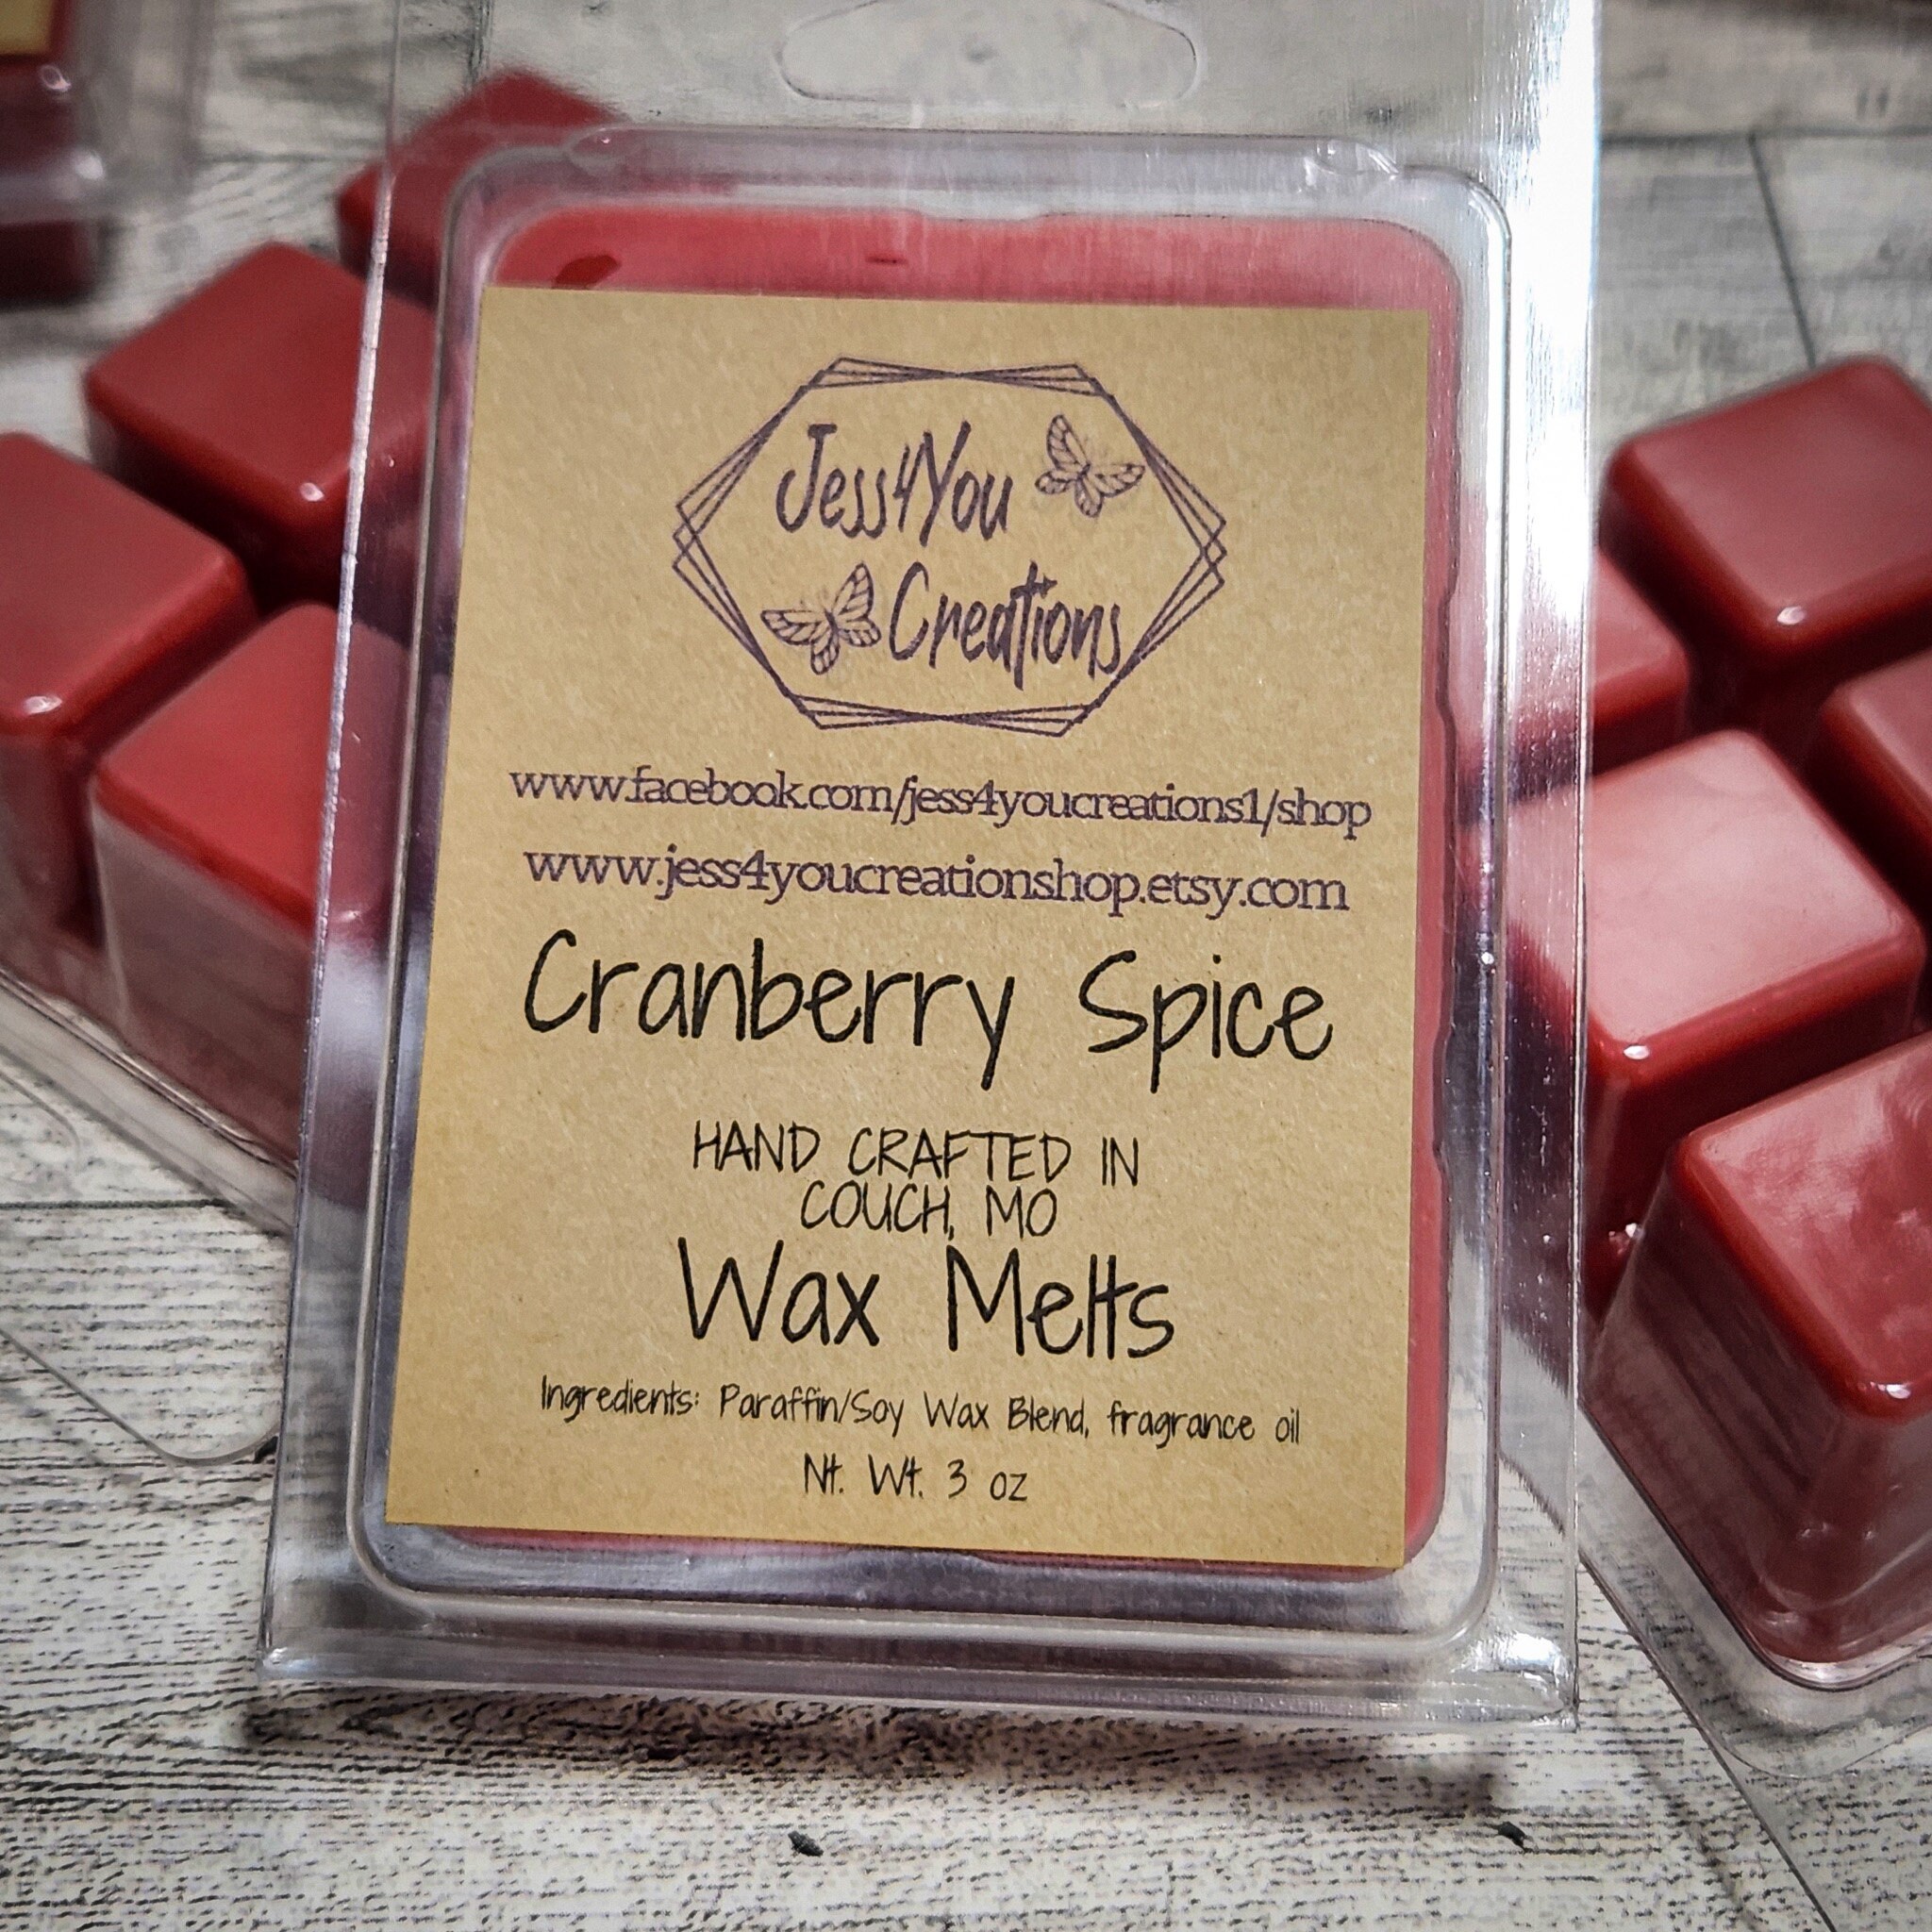 Jess4You
Creations
www.facebook.com/jess4youcreations1/shop
www.jess4youcreationshop.etsy.com
Cranberry Spice
HAND CRAFTED IN
COUCH, MO
Wax Melts
Ingredients: Paraffin/Soy Wax Blend, fragrance oil
Nt. Wt. 3 oz